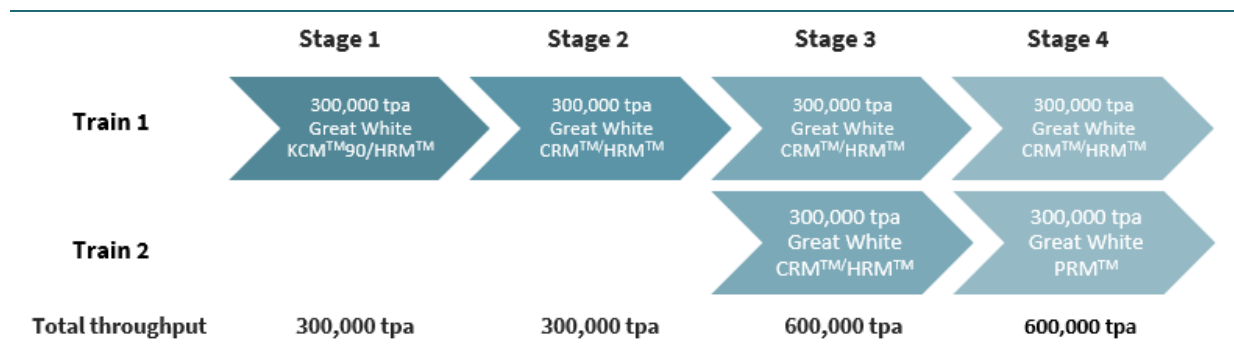 Stage 1 Stage 2 Stage 3 Stage 4
Train 1
300,000 tpa
Great White
KCM™90/HRM™
300,000 tpa
Great White
CRM™/HRM™
300,000 tpa
Great White
CRM™/HRM™
300,000 tpa
Great White
CRM™/HRM™
Train 2
300,000 tpa
Great White
CRM™/HRM™
300,000 tpa
Great White
PRM™
Total throughput 300,000 tpa 300,000 tpa 600,000 tpa 600,000 tpa